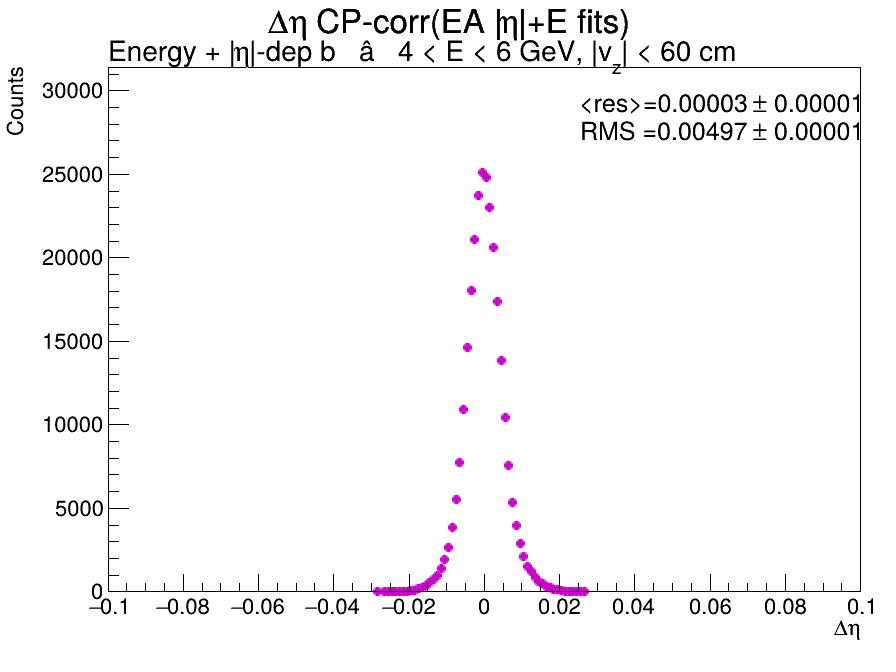 Δη CP-corr(EA |η|+E fits)
Energy + |η|-dep b â 4 < E < 6 GeV, |v_z| < 60 cm
Counts
<res>=0.00003 ± 0.00001
RMS =0.00497 ± 0.00001
30000
25000
20000
15000
10000
5000
0
−0.1 −0.08 −0.06 −0.04 −0.02 0 0.02 0.04 0.06 0.08 0.1
Δη